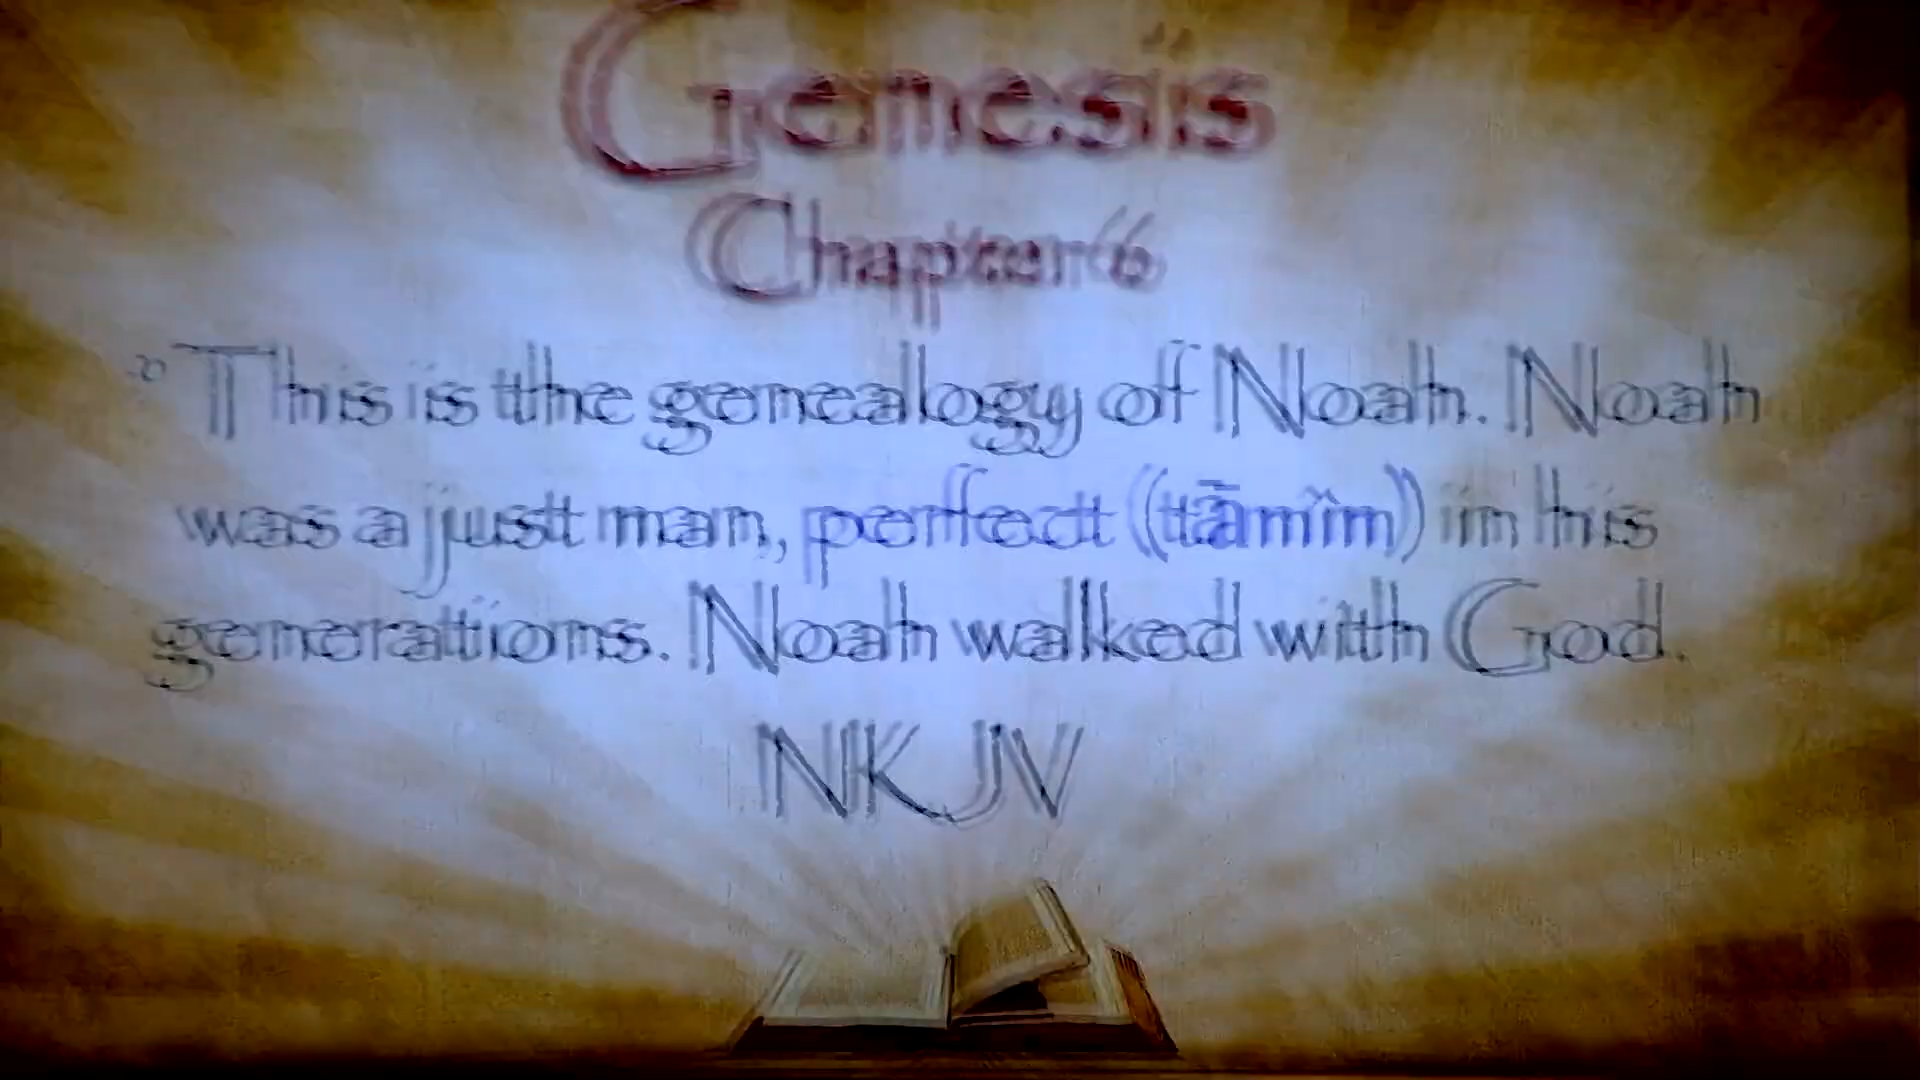 Genesis
Chapter 6
This is the genealogy of Noah. Noah
was a just man, perfect (tāmîm) in his
generations. Noah walked with God.
NKJV